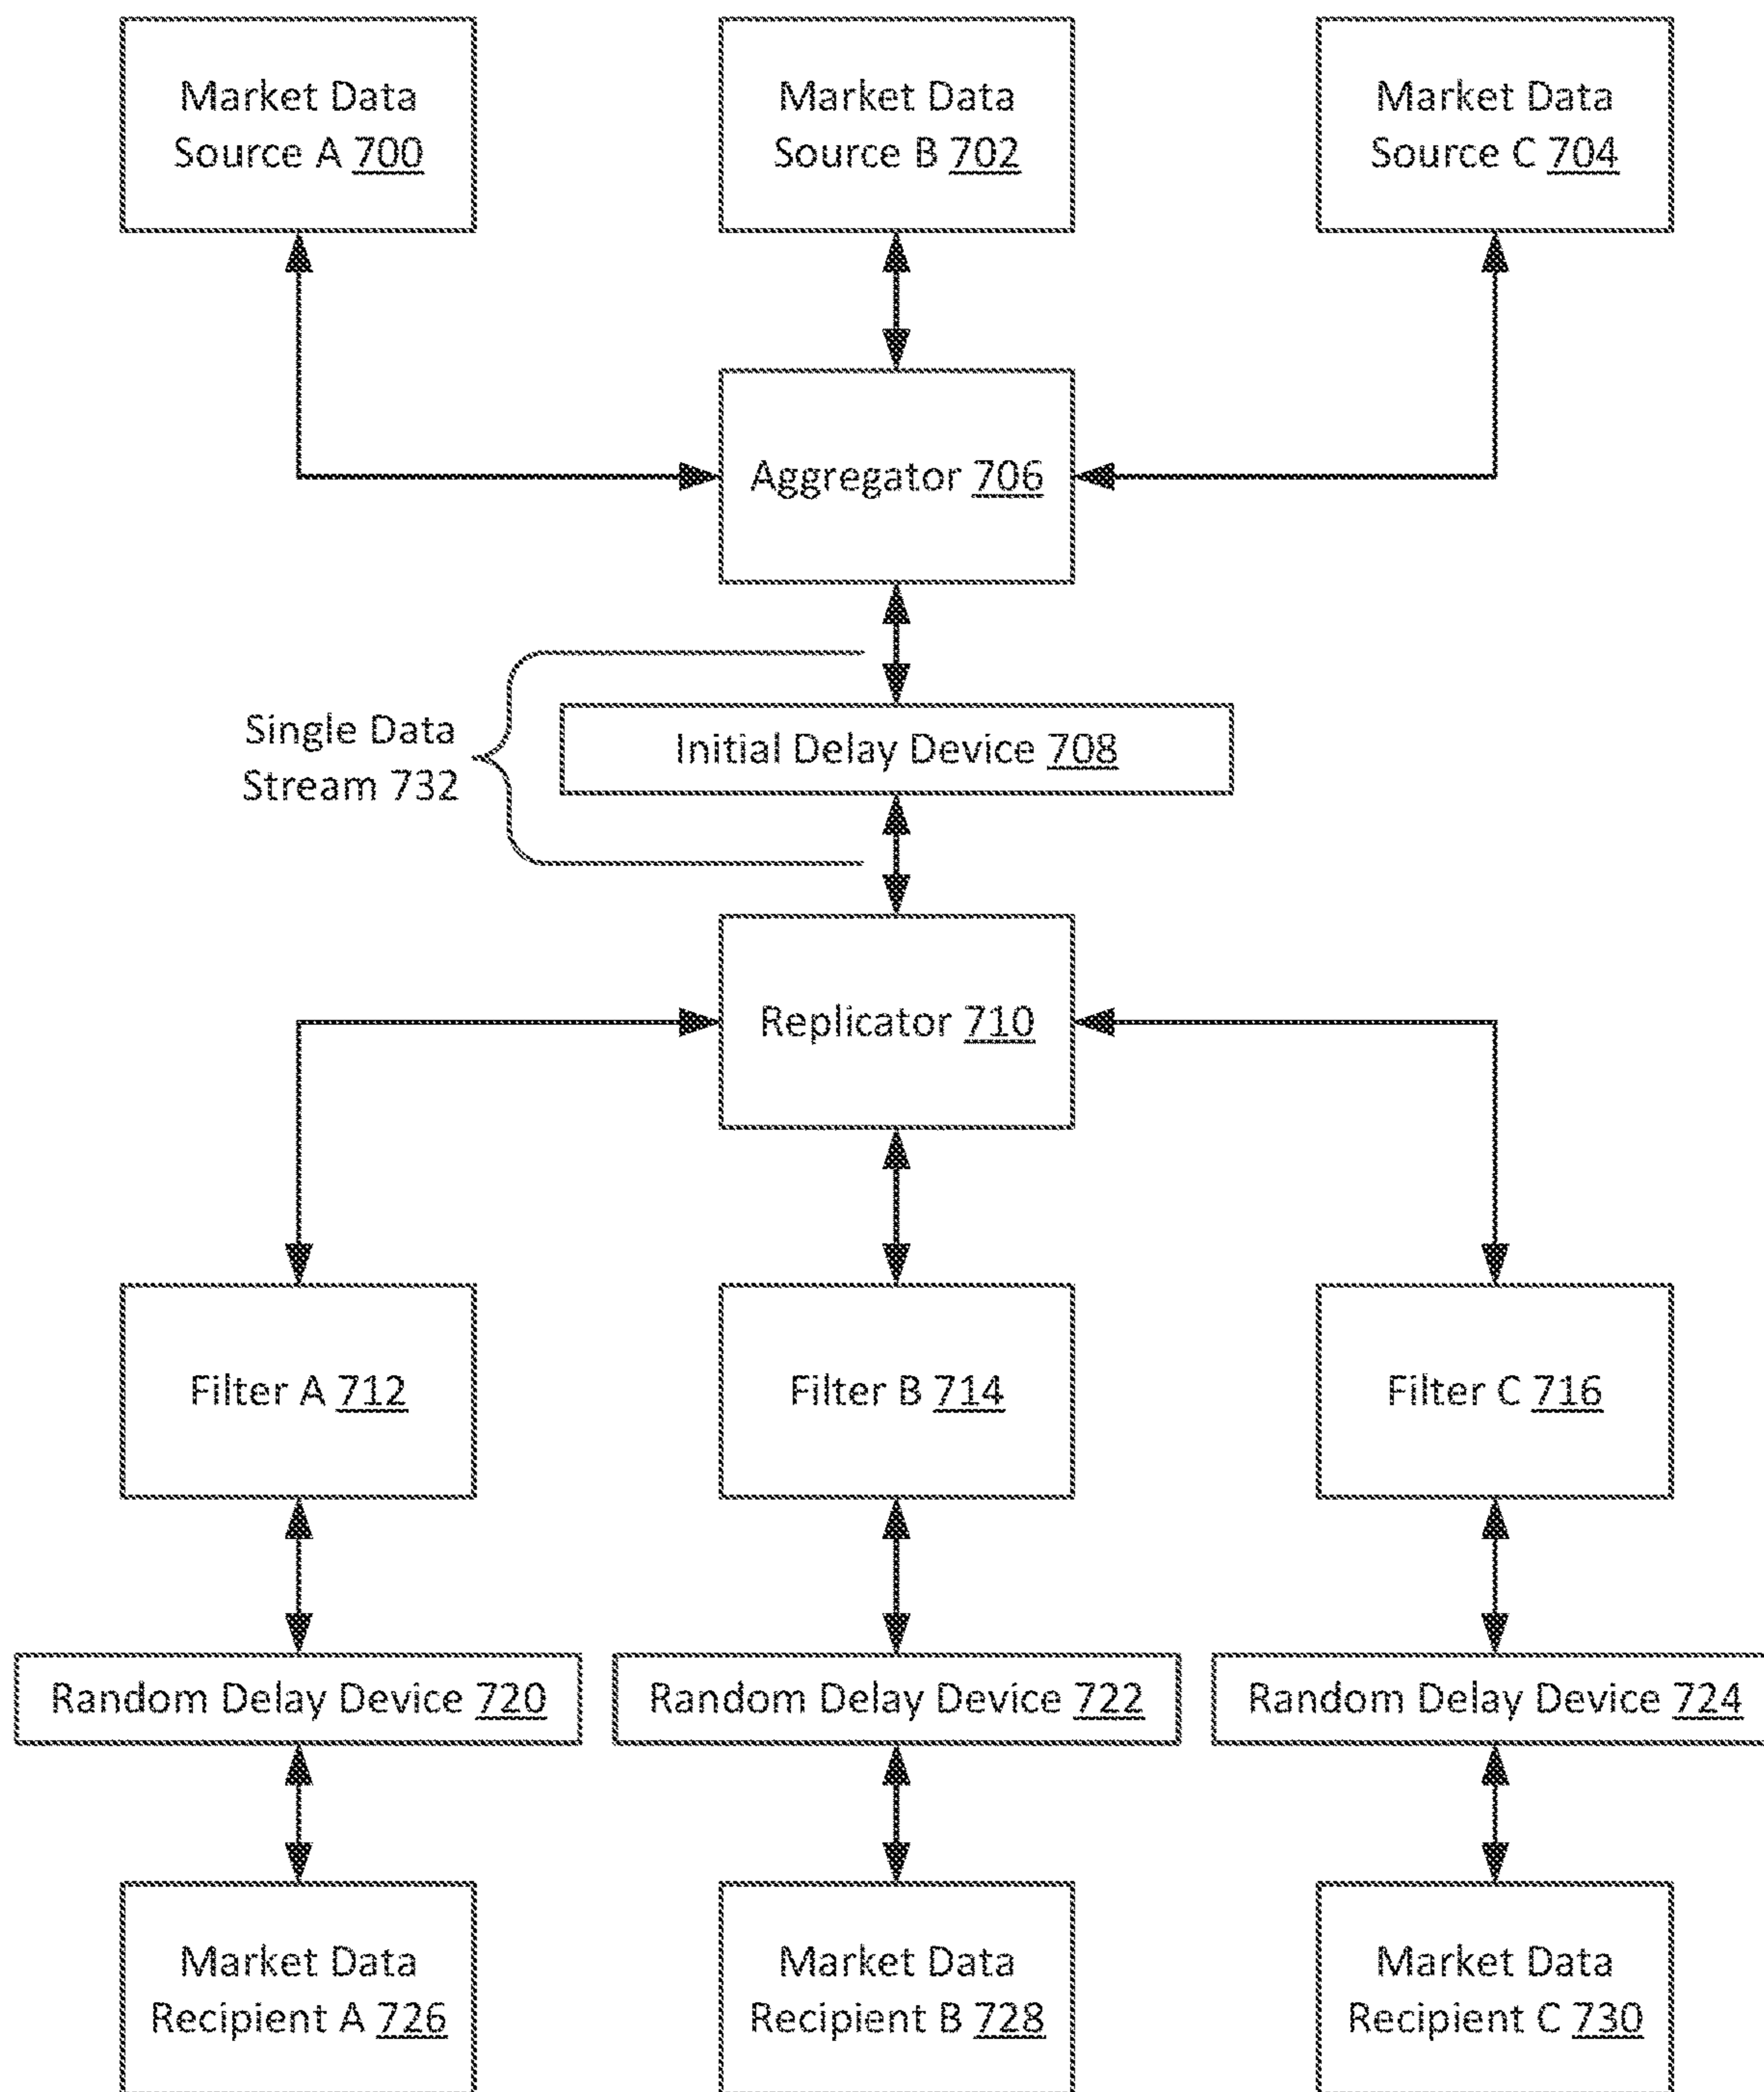 Market Data
Source A 700
Market Data
Source B 702
Market Data
Source C 704
Aggregator 706
Single Data
Stream 732
Initial Delay Device 708
Replicator 710
Filter A 712
Filter B 714
Filter C 716
Random Delay Device 720
Random Delay Device 722
Random Delay Device 724
Market Data
Recipient A 726
Market Data
Recipient B 728
Market Data
Recipient C 730